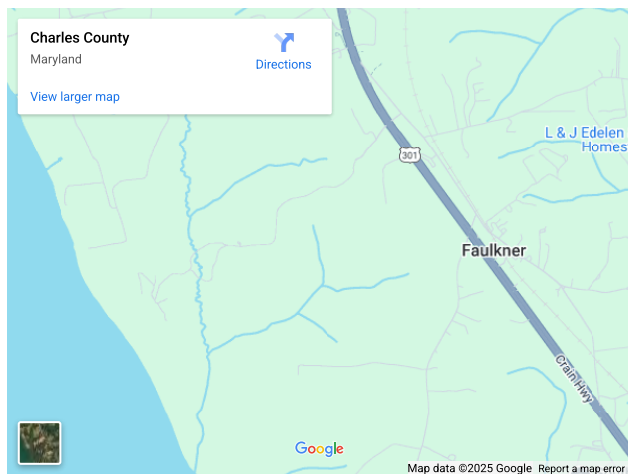 Charles County
Maryland
Directions
View larger map
301
L & J Edelen
Homes
Faulkner
Crain Hwy
Google
Map data ©2025 Google Report a map error